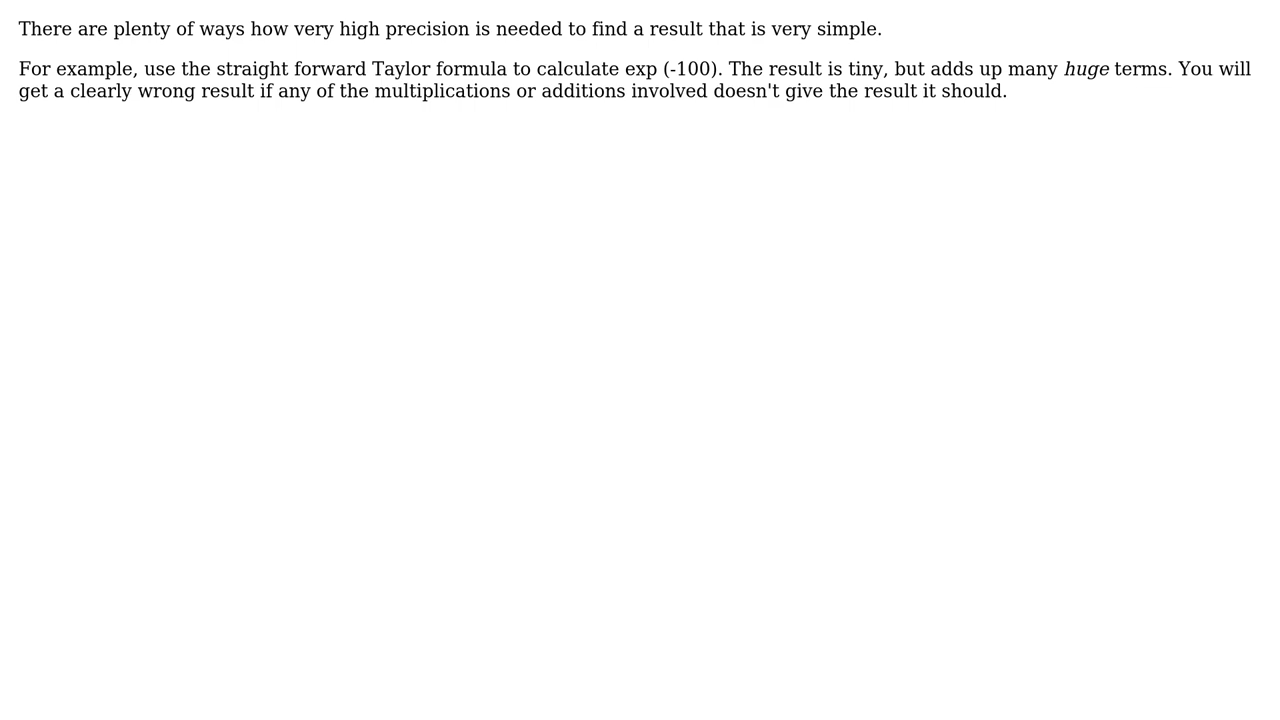 There are plenty of ways how very high precision is needed to find a result that is very simple.
For example, use the straight forward Taylor formula to calculate exp (-100). The result is tiny, but adds up many huge terms. You will
get a clearly wrong result if any of the multiplications or additions involved doesn't give the result it should.